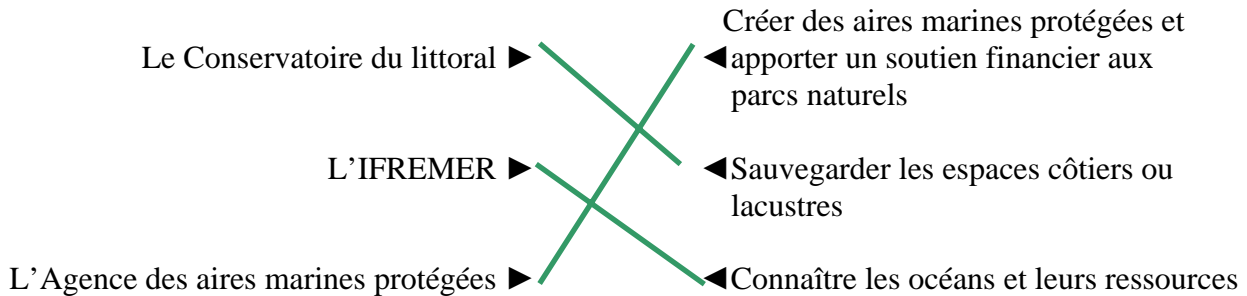 Le Conservatoire du littoral ►
◄Créer des aires marines protégées et
apporter un soutien financier aux
parcs naturels
L’IFREMER ►
◄Sauvegarder les espaces côtiers ou
lacustres
L’Agence des aires marines protégées ►
◄Connaître les océans et leurs ressources